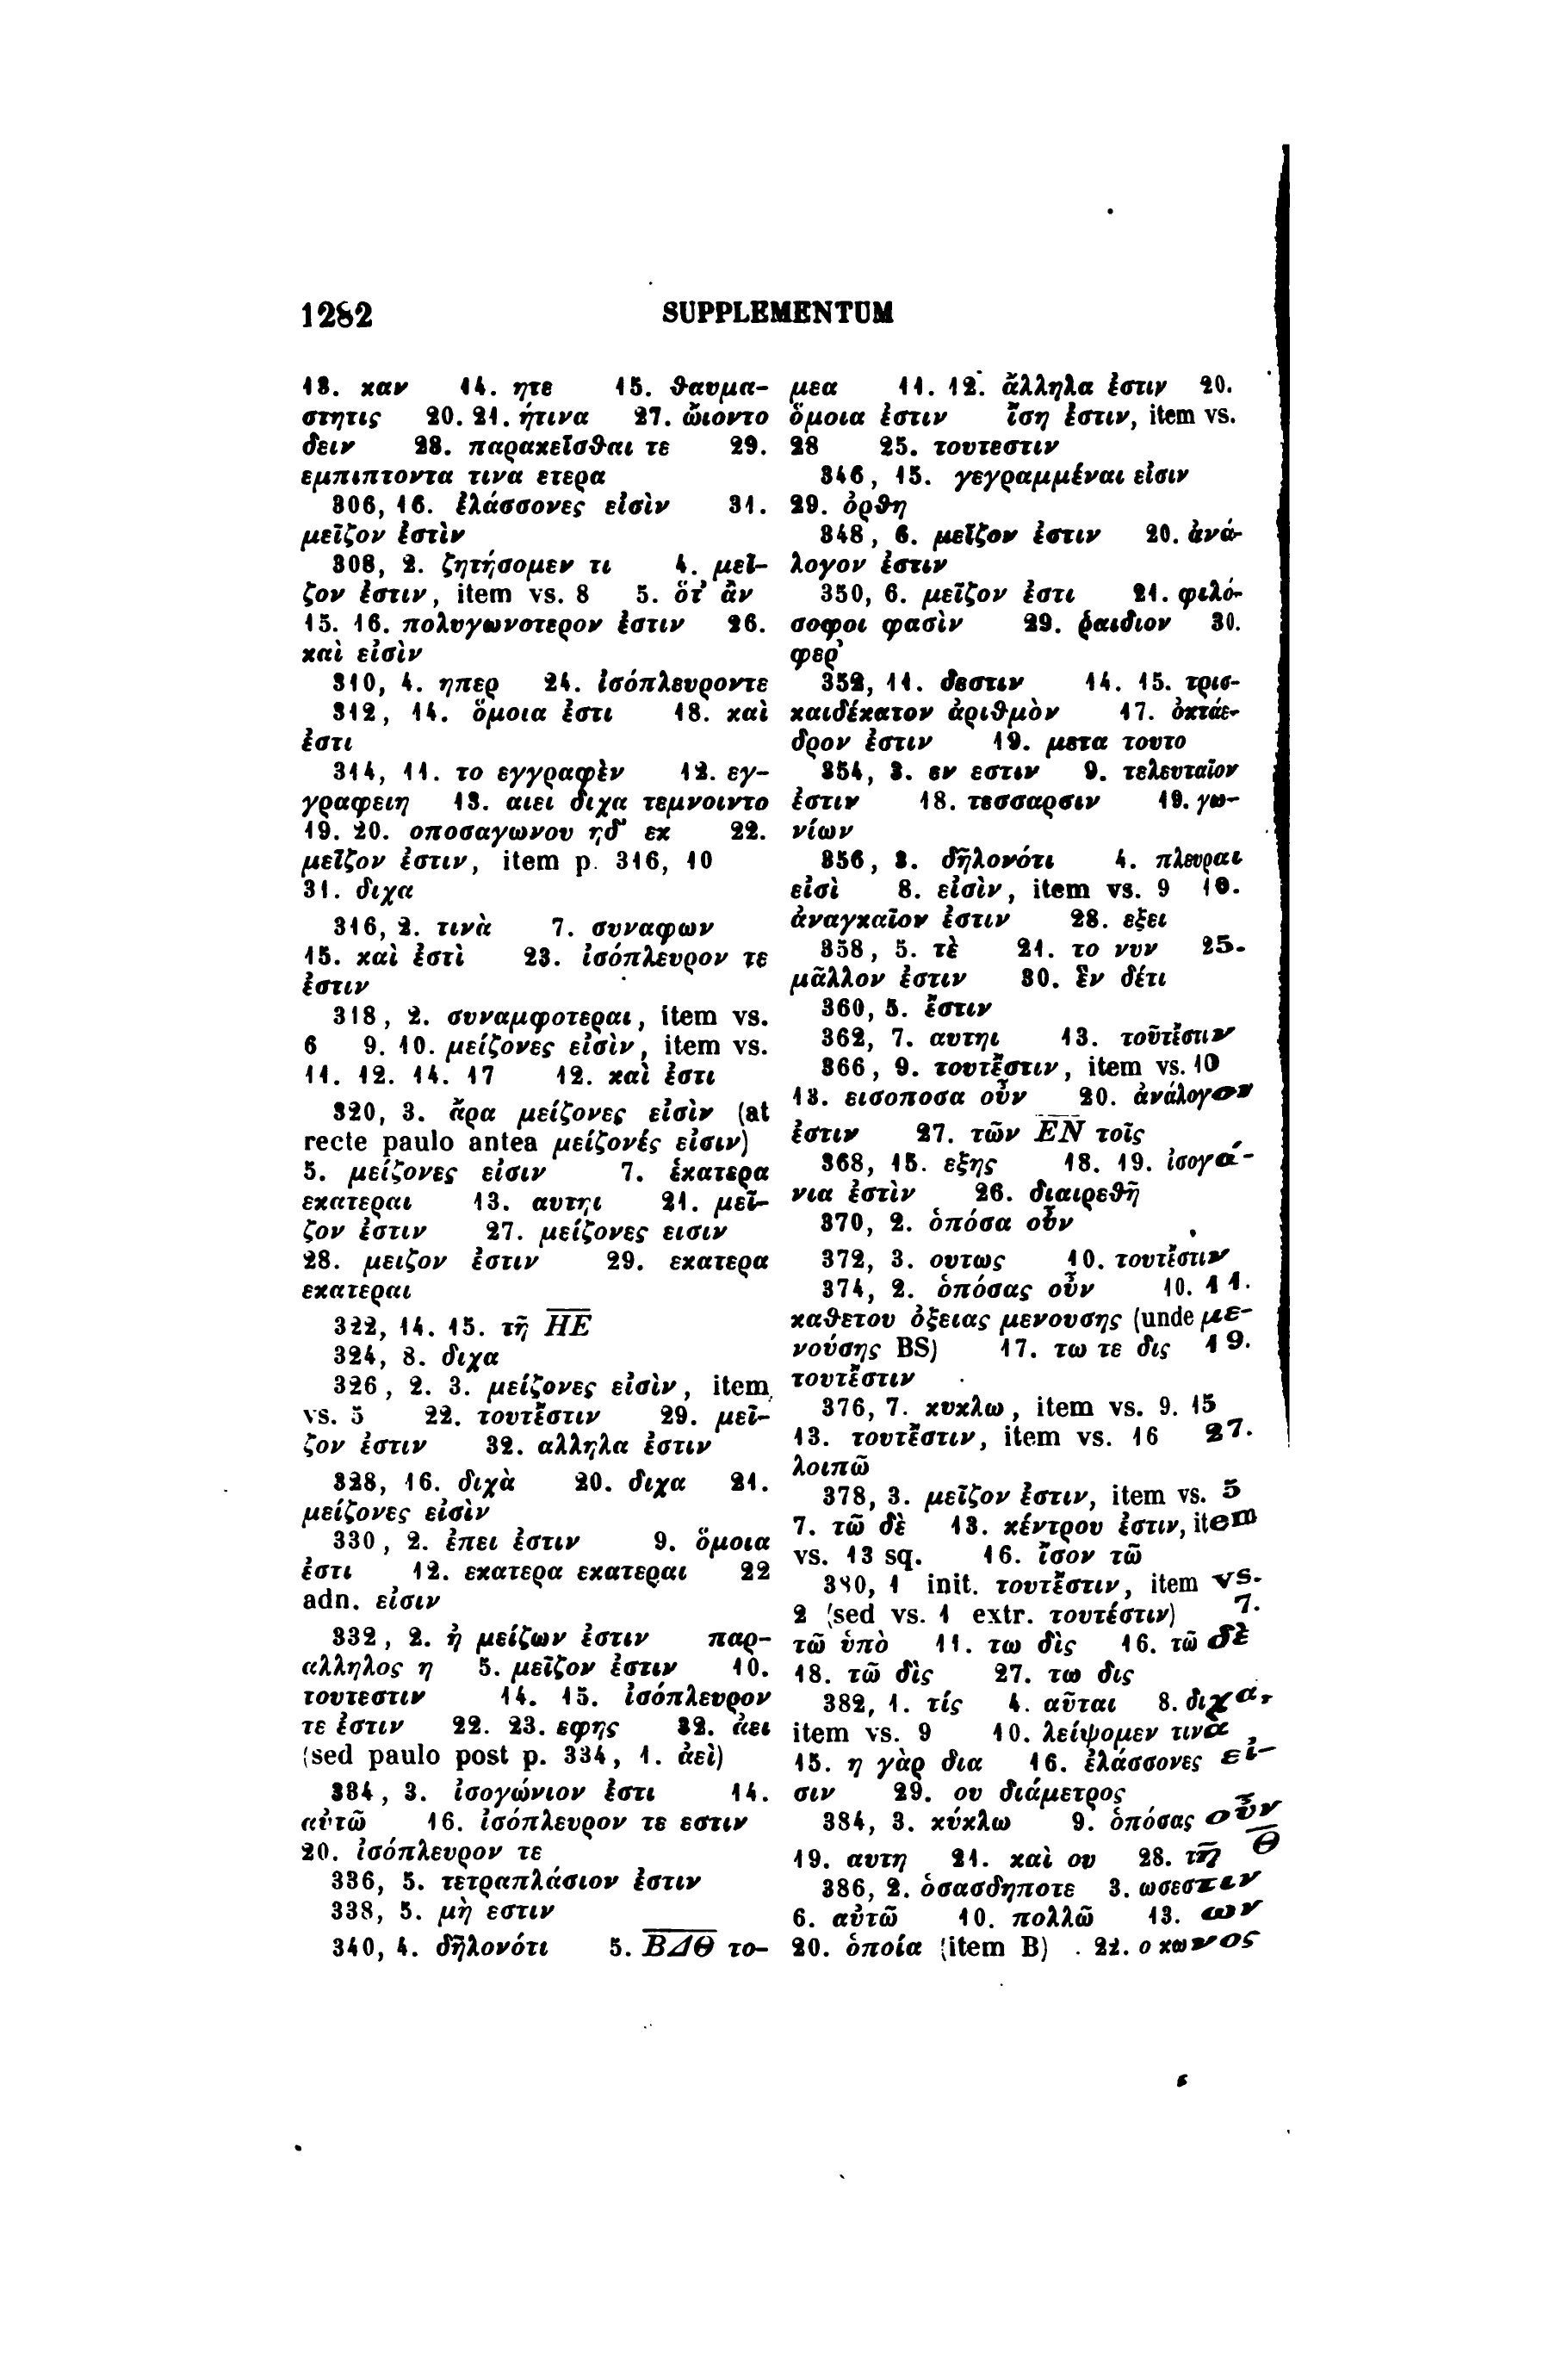 1282 SUPPLEMENTUM
13. καν 14. ητε 15. θαυμα-
στητις 20. 21. ήτινα 27. ὤιοντο
δειν 28. παρακεῖσθαι τε 29.
εμπιπτοντα τινα ετερα
306, 16. ἐλάσσονες εἰσὶν 31.
μεῖζον ἐστὶν
308, 2. ζητήσομεν τι 4. μεῖ-
ζον ἐστιν, item vs. 8 5. ὅτ' ἂν
15. 16. πολυγωνοτερον ἐστιν 26.
καὶ εἰσὶν
310, 4. ηπερ 24. ἰσόπλευροντε
312, 14. ὅμοια ἐστι 18. καὶ
ἐστι
314, 11. το εγγραφὲν 12. εγ-
γραφειη 13. αιει διχα τεμνοιντο
19. 20. οποσαγωνου ηδ' εκ 22.
μεῖζον ἐστιν, item p. 316, 10
31. διχα
316, 2. τινὰ 7. συναφων
15. καὶ ἐστὶ 23. ἰσόπλευρον τε
ἐστιν
318, 2. συναμφοτεραι, item vs.
6 9. 10. μείζονες εἰσὶν, item vs.
11. 12. 14. 17 12. καὶ ἐστι
320, 3. ἄρα μείζονες εἰσὶν (at
recte paulo antea μείζονές εἰσιν)
5. μείζονες εἰσιν 7. ἑκατερα
εκατεραι 13. αυτηι 21. μεῖ-
ζον ἐστιν 27. μείζονες εισιν
28. μειζον ἐστιν 29. εκατερα
εκατεραι
322, 14. 15. τῆ H̅E̅
324, 8. διχα
326, 2. 3. μείζονες εἰσὶν, item
vs. 5 22. τουτἔστιν 29. μεῖ-
ζον ἐστιν 32. αλληλα ἐστιν
328, 16. διχὰ 20. διχα 21.
μείζονες εἰσὶν
330, 2. ἐπει ἐστιν 9. ὅμοια
ἐστι 12. εκατερα εκατεραι 22
adn. εἰσιν
332, 2. ἡ μείζων ἐστιν παρ-
αλληλος η 5. μεῖζον ἐστιν 10.
τουτεστιν 14. 15. ἰσόπλευρον
τε ἐστιν 22. 23. εφης 32. ἀει
(sed paulo post p. 334, 1. ἀεὶ)
334, 3. ἰσογώνιον ἐστι 14.
αὐτῶ 16. ἰσόπλευρον τε εστιν
20. ἰσόπλευρον τε
336, 5. τετραπλάσιον ἐστιν
338, 5. μὴ εστιν
340, 4. δῆλονότι 5. Β̅Δ̅Θ̅ το-
μεα 11. 12. ἄλληλα ἐστιν 20.
ὅμοια ἐστιν ἴση ἐστιν, item vs.
28 25. τουτεστιν
346, 15. γεγραμμέναι εἰσιν
29. ὀρθη
348, 6. μεῖζον ἐστιν 20. ἀνά-
λογον ἐστιν
350, 6. μεῖζον ἐστι 21. φιλό-
σοφοι φασὶν 29. ῥαιδιον 30.
φερ'
352, 11. δεστιν 14. 15. τρισ-
καιδέκατον ἀριθμὸν 17. ὀκτάε-
δρον ἐστιν 19. μετα τουτο
354, 3. εν εστιν 9. τελευταῖον
ἐστιν 18. τεσσαρσιν 19. γω-
νίων
356, 3. δῆλονότι 4. πλευραι
εἰσὶ 8. εἰσὶν, item vs. 9 10.
ἀναγκαῖον ἐστιν 28. εξει
358, 5. τὲ 21. το νυν 25.
μᾶλλον ἐστιν 30. ἓν δέτι
360, 5. ἔστιν
362, 7. αυτηι 13. τοῦτἔστιν
366, 9. τουτἔστιν, item vs. 10
13. εισοποσα οὖν 20. ἀνάλογον
ἐστιν 27. τῶν E̅N̅ τοῖς
368, 15. εξης 18. 19. ἰσογώ-
νια ἐστὶν 26. διαιρεθῆ
370, 2. ὁπόσα οὖν
372, 3. ουτως 10. τουτἔστιν
374, 2. ὁπόσας οὖν 10. 11.
καθετου ὀξειας μενουσης (unde με-
νούσης BS) 17. τω τε δις 19.
τουτἔστιν
376, 7. κυκλω, item vs. 9. 15
13. τουτἔστιν, item vs. 16 27.
λοιπῶ
378, 3. μεῖζον ἐστιν, item vs. 5
7. τῶ δὲ 13. κέντρου ἐστιν, item
vs. 13 sq. 16. ἴσον τῶ
380, 1 init. τουτἔστιν, item vs.
2 (sed vs. 1 extr. τουτέστιν) 7.
τῶ ὑπὸ 11. τω δὶς 16. τῶ δὲ
18. τῶ δὶς 27. τω δις
382, 1. τίς 4. αῦται 8. διχα,
item vs. 9 10. λείψομεν τινὰ
15. η γὰρ δια 16. ἐλάσσονες εἰ-
σιν 29. ου διάμετρος
384, 3. κύκλω 9. ὁπόσας οὖν
19. αυτη 21. καὶ ου 28. τῆ Θ̅
386, 2. ὁσασδηποτε 3. ωσεστιν
6. αὐτῶ 10. πολλῶ 13. ων
20. ὁποία (item B) 22. ο κωνος